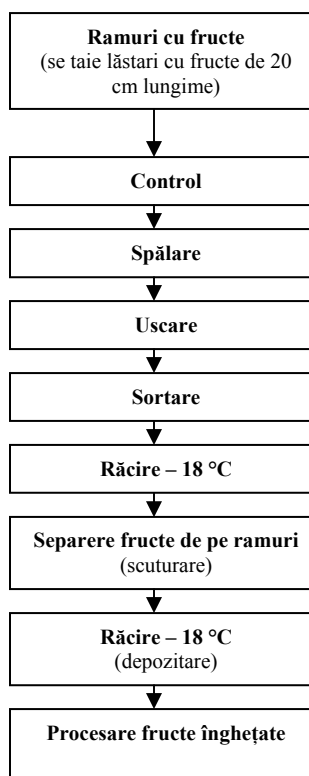 Ramuri cu fructe
(se taie lăstari cu fructe de 20
cm lungime)
Control
Spălare
Uscare
Sortare
Răcire – 18 °C
Separere fructe de pe ramuri
(scuturare)
Răcire – 18 °C
(depozitare)
Procesare fructe înghețate